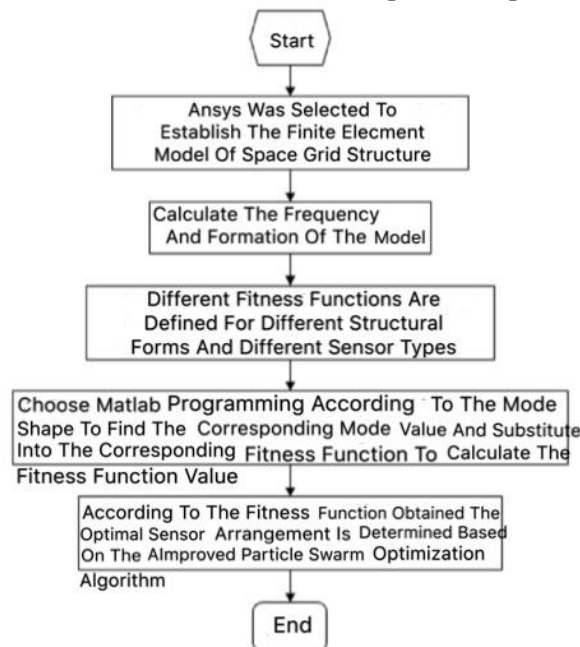 Start
Ansys Was Selected To
Establish The Finite Elecment
Model Of Space Grid Structure
Calculate The Frequency
And Formation Of The Model
Different Fitness Functions Are
Defined For Different Structural
Forms And Different Sensor Types
Choose Matlab Programming According To The Mode
Shape To Find The Corresponding Mode Value And Substitute
Into The Corresponding Fitness Function To Calculate The
Fitness Function Value
According To The Fitness Function Obtained The
Optimal Sensor Arrangement Is Determined Based
On The AImproved Particle Swarm Optimization
Algorithm
End